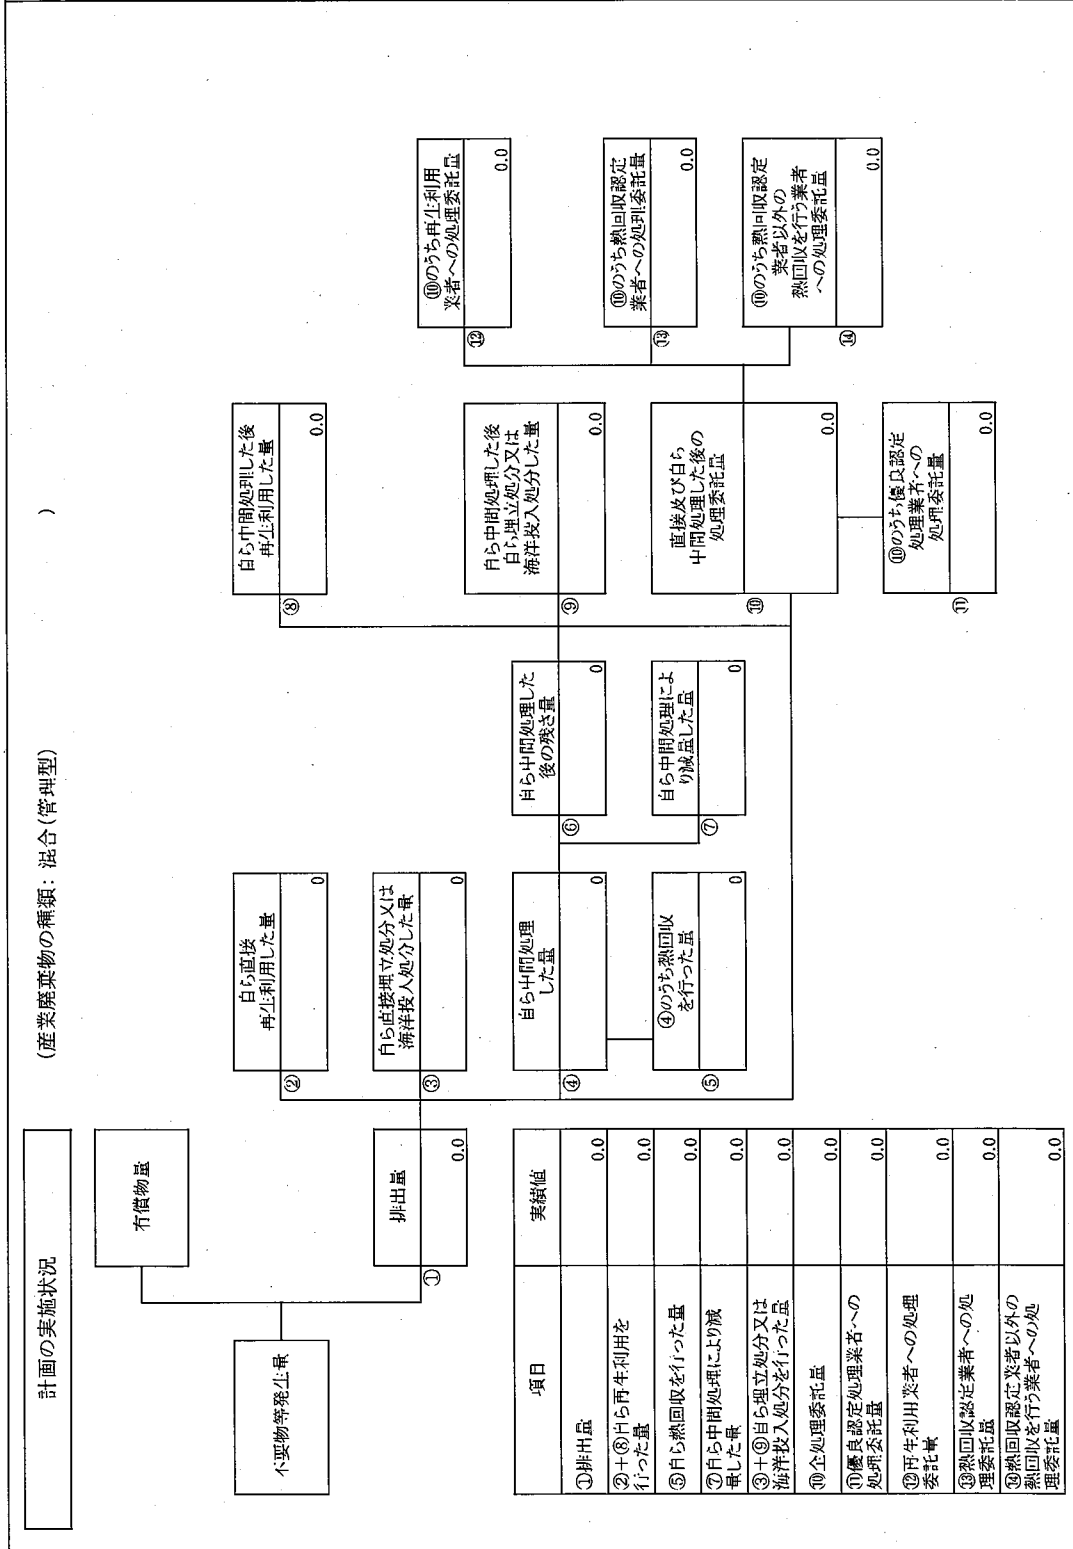 計画の実施状況
(産業廃棄物の種類: 混合(管理型)
)
不要物等発生量
有償物量
①
排出量
0.0
②
自ら直接
再生利用した量
0
③
自ら直接埋立処分又は
海洋投入処分した量
0
④
自ら中間処理
した量
0
⑤
④のうち熱回収
を行った量
0
⑥
自ら中間処理した
後の残さ量
0
⑦
自ら中間処理によ
り減量した量
0
⑧
自ら中間処理した後
再生利用した量
0.0
⑨
自ら中間処理した後
自ら埋立処分又は
海洋投入処分した量
0.0
⑩
直接及び自ら
中間処理した後の
処理委託量
0.0
⑪
⑩のうち優良認定
処理業者への
処理委託量
0.0
⑫
⑩のうち再生利用
業者への処理委託量
0.0
⑬
⑩のうち熱回収認定
業者への処理委託量
0.0
⑭
⑩のうち熱回収認定
業者以外の
熱回収を行う業者
への処理委託量
0.0
項目 実績値
①排出量 0.0
②+⑧自ら再生利用を
行った量 0.0
⑤自ら熱回収を行った量 0.0
⑦自ら中間処理により減
量した量 0.0
③+⑨自ら埋立処分又は
海洋投入処分を行った量 0.0
⑩全処理委託量 0.0
⑪優良認定処理業者への
処理委託量 0.0
⑫再生利用業者への処理
委託量 0.0
⑬熱回収認定業者への処
理委託量 0.0
⑭熱回収認定業者以外の
熱回収を行う業者への処
理委託量 0.0